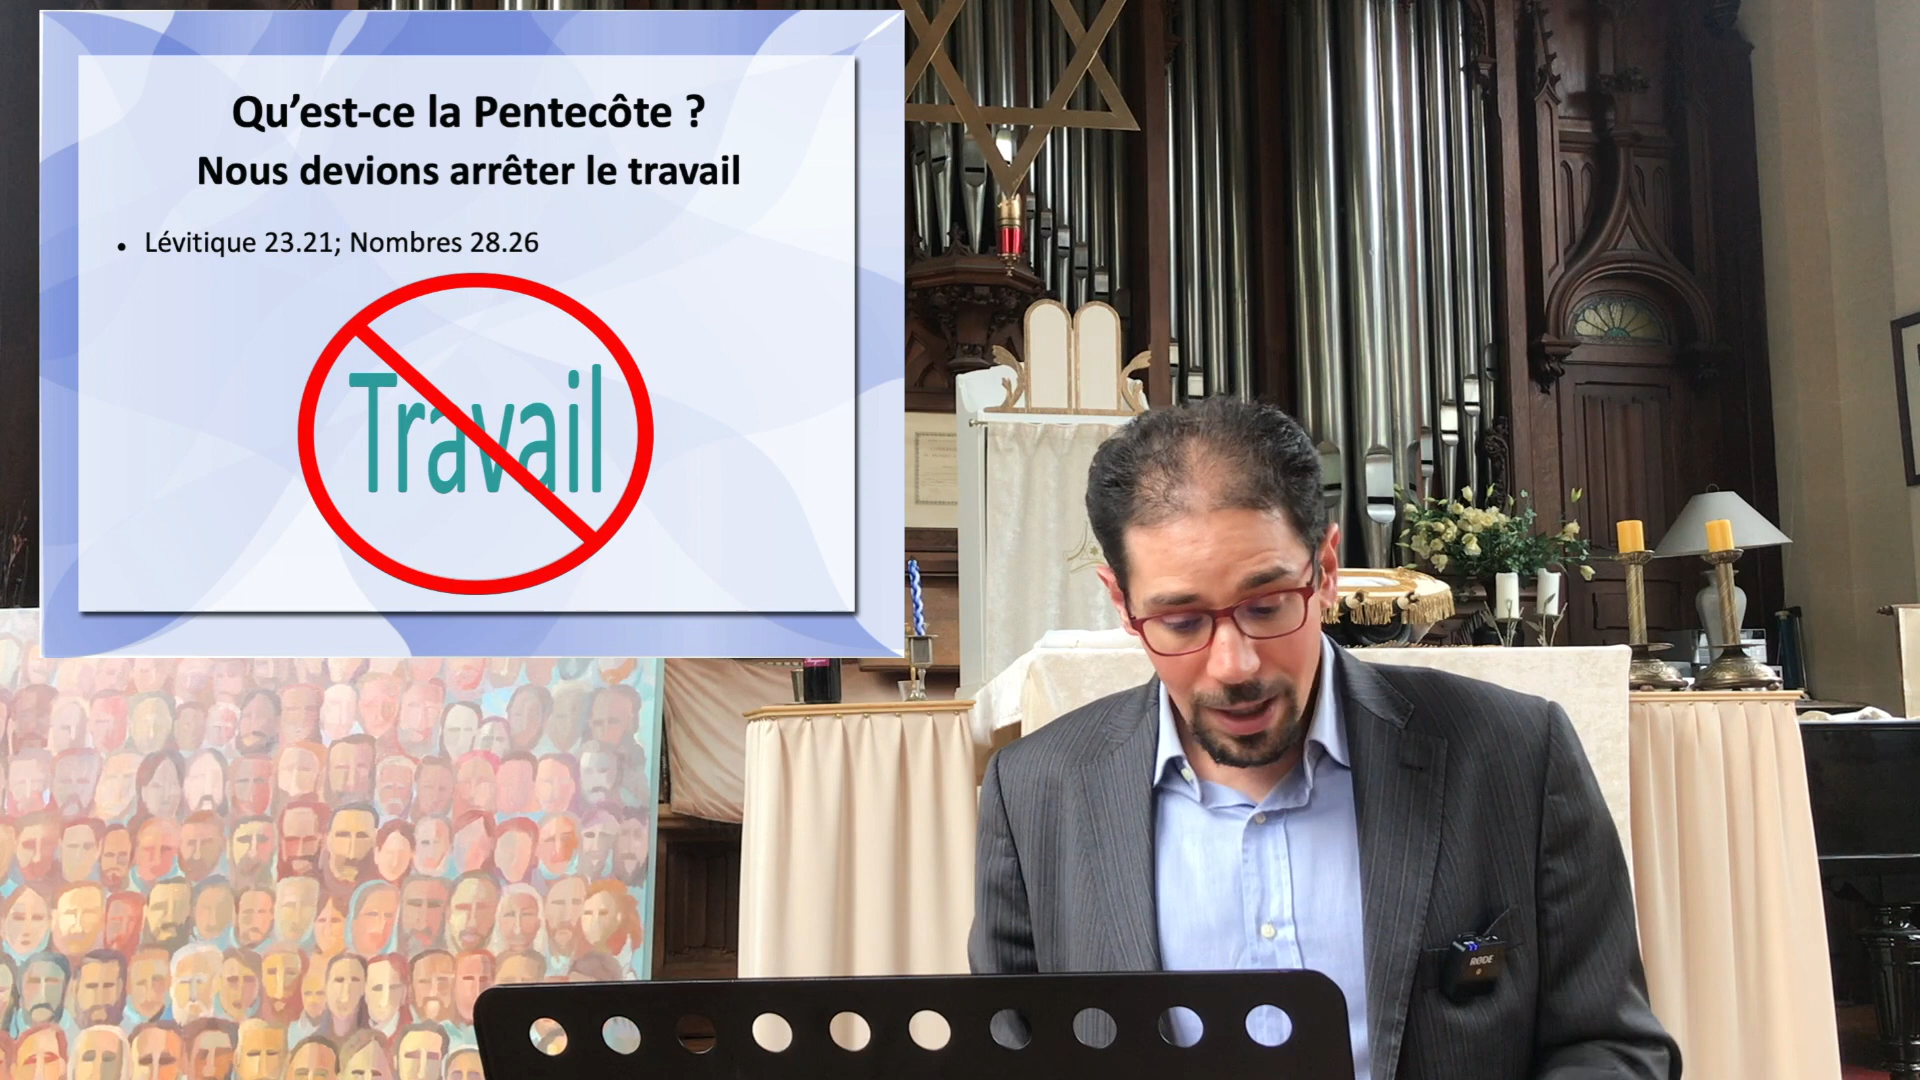 Qu’est-ce la Pentecôte ?
Nous devions arrêter le travail
• Lévitique 23.21; Nombres 28.26
Travail
RØDE